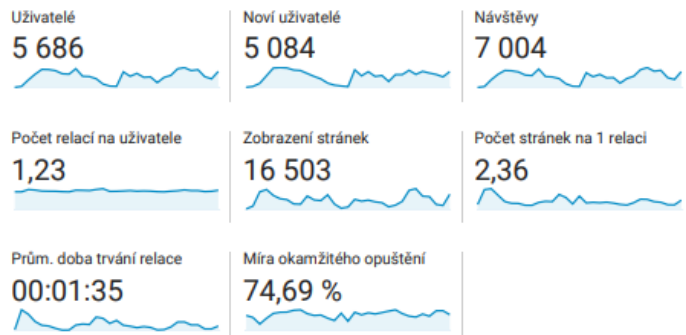 Uživatelé
5 686
Noví uživatelé
5 084
Návštěvy
7 004
Počet relací na uživatele
1,23
Zobrazení stránek
16 503
Počet stránek na 1 relaci
2,36
Prům. doba trvání relace
00:01:35
Míra okamžitého opuštění
74,69 %